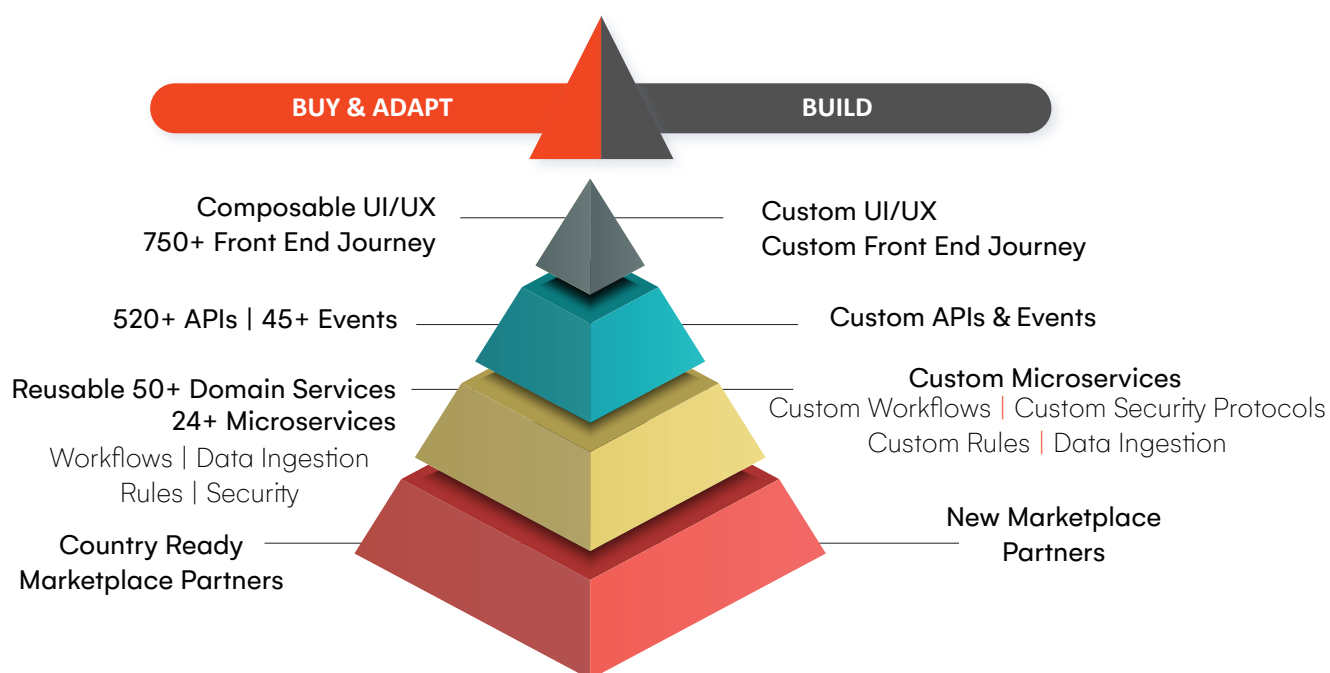 BUY & ADAPT
BUILD
Composable UI/UX
750+ Front End Journey
Custom UI/UX
Custom Front End Journey
520+ APIs | 45+ Events
Custom APIs & Events
Reusable 50+ Domain Services
24+ Microservices
Workflows | Data Ingestion
Rules | Security
Custom Microservices
Custom Workflows | Custom Security Protocols
Custom Rules | Data Ingestion
Country Ready
Marketplace Partners
New Marketplace
Partners